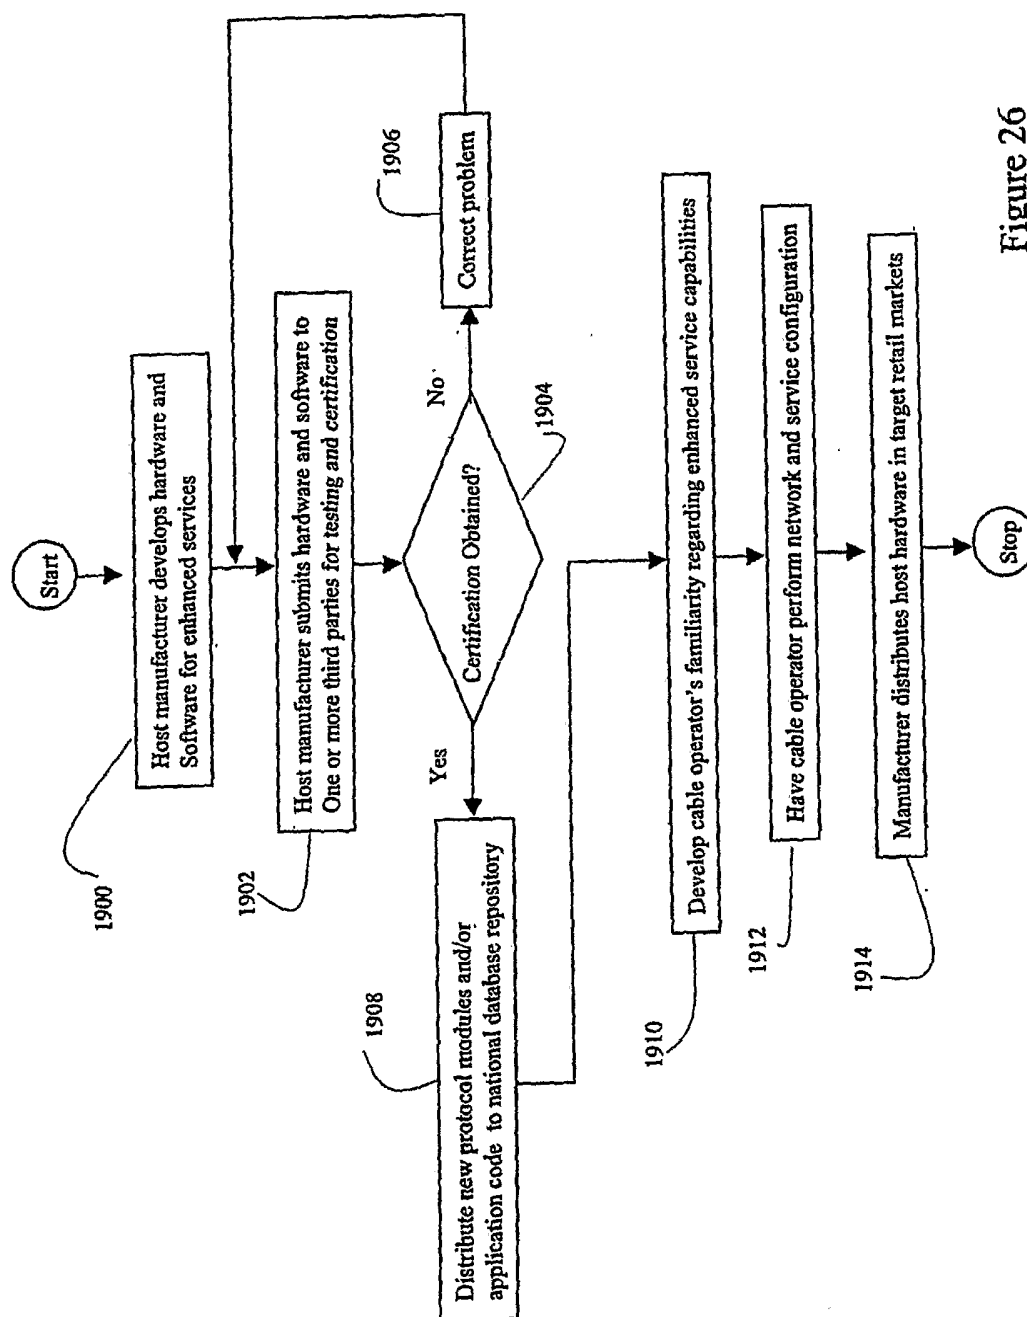 Start
Host manufacturer develops hardware and
Software for enhanced services
1900
Host manufacturer submits hardware and software to
One or more third parties for testing and certification
1902
Certification Obtained?
1904
No
Correct problem
1906
Yes
Distribute new protocol modules and/or
application code to national database repository
1908
Develop cable operator's familiarity regarding enhanced service capabilities
1910
Have cable operator perform network and service configuration
1912
Manufacturer distributes host hardware in target retail markets
1914
Stop
Figure 26